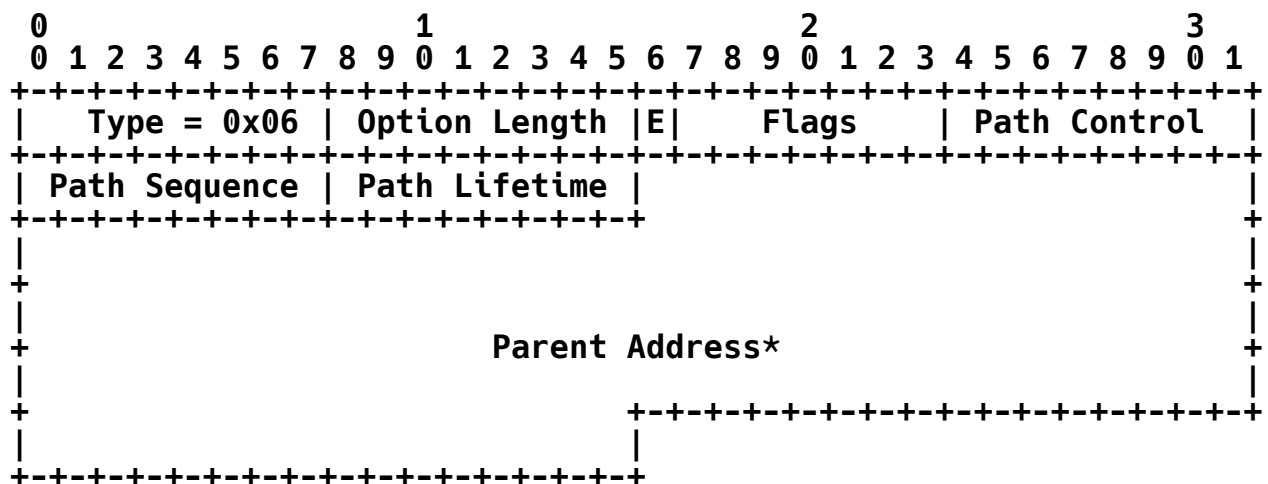 0 1 2 3
0 1 2 3 4 5 6 7 8 9 0 1 2 3 4 5 6 7 8 9 0 1 2 3 4 5 6 7 8 9 0 1
+-+-+-+-+-+-+-+-+-+-+-+-+-+-+-+-+-+-+-+-+-+-+-+-+-+-+-+-+-+-+-+-+
|   Type = 0x06 | Option Length |E|    Flags    | Path Control  |
+-+-+-+-+-+-+-+-+-+-+-+-+-+-+-+-+-+-+-+-+-+-+-+-+-+-+-+-+-+-+-+-+
| Path Sequence | Path Lifetime |                               |
+-+-+-+-+-+-+-+-+-+-+-+-+-+-+-+-+                               +
|                                                               |
+                                                               +
|                                                               |
+                        Parent Address*                        +
|                                                               |
+                               +-+-+-+-+-+-+-+-+-+-+-+-+-+-+-+-+
|                               |
+-+-+-+-+-+-+-+-+-+-+-+-+-+-+-+-+